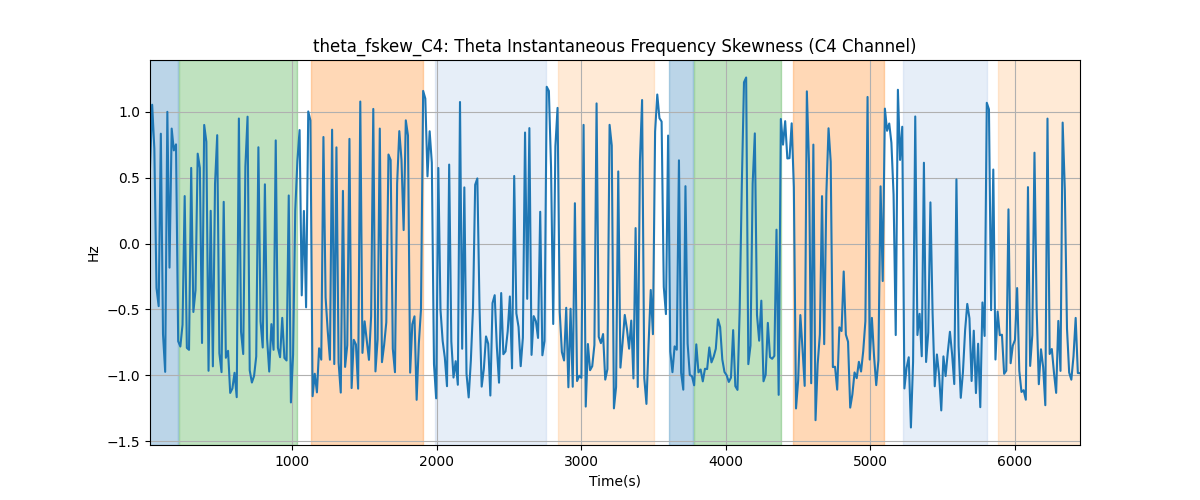 theta_fskew_C4: Theta Instantaneous Frequency Skewness (C4 Channel)
1.0
0.5
0.0
−0.5
−1.0
−1.5
Hz
1000 2000 3000 4000 5000 6000
Time(s)